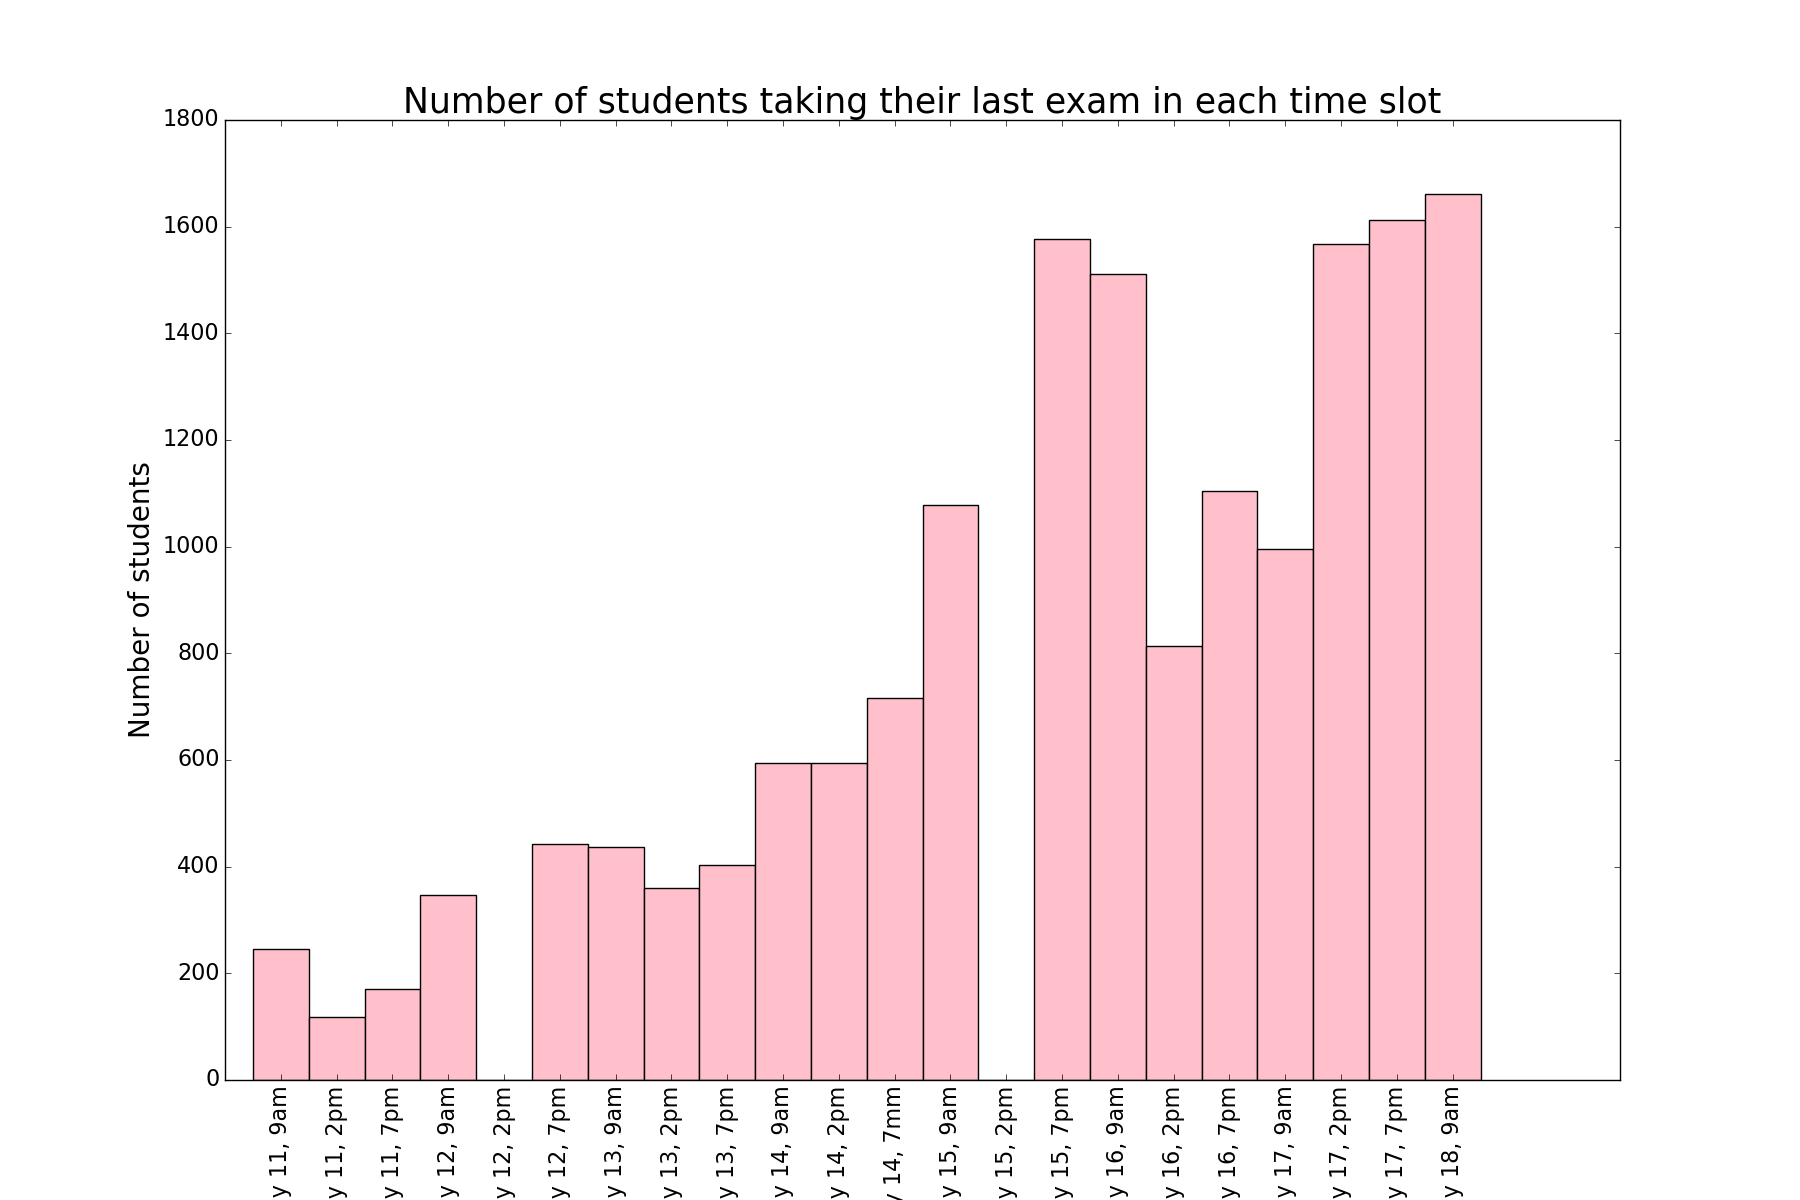 Number of students taking their last exam in each time slot
Number of students
1800
1600
1400
1200
1000
800
600
400
200
0
y 11, 9am
y 11, 2pm
y 11, 7pm
y 12, 9am
y 12, 2pm
y 12, 7pm
y 13, 9am
y 13, 2pm
y 13, 7pm
y 14, 9am
y 14, 2pm
y 14, 7mm
y 15, 9am
y 15, 2pm
y 15, 7pm
y 16, 9am
y 16, 2pm
y 16, 7pm
y 17, 9am
y 17, 2pm
y 17, 7pm
y 18, 9am